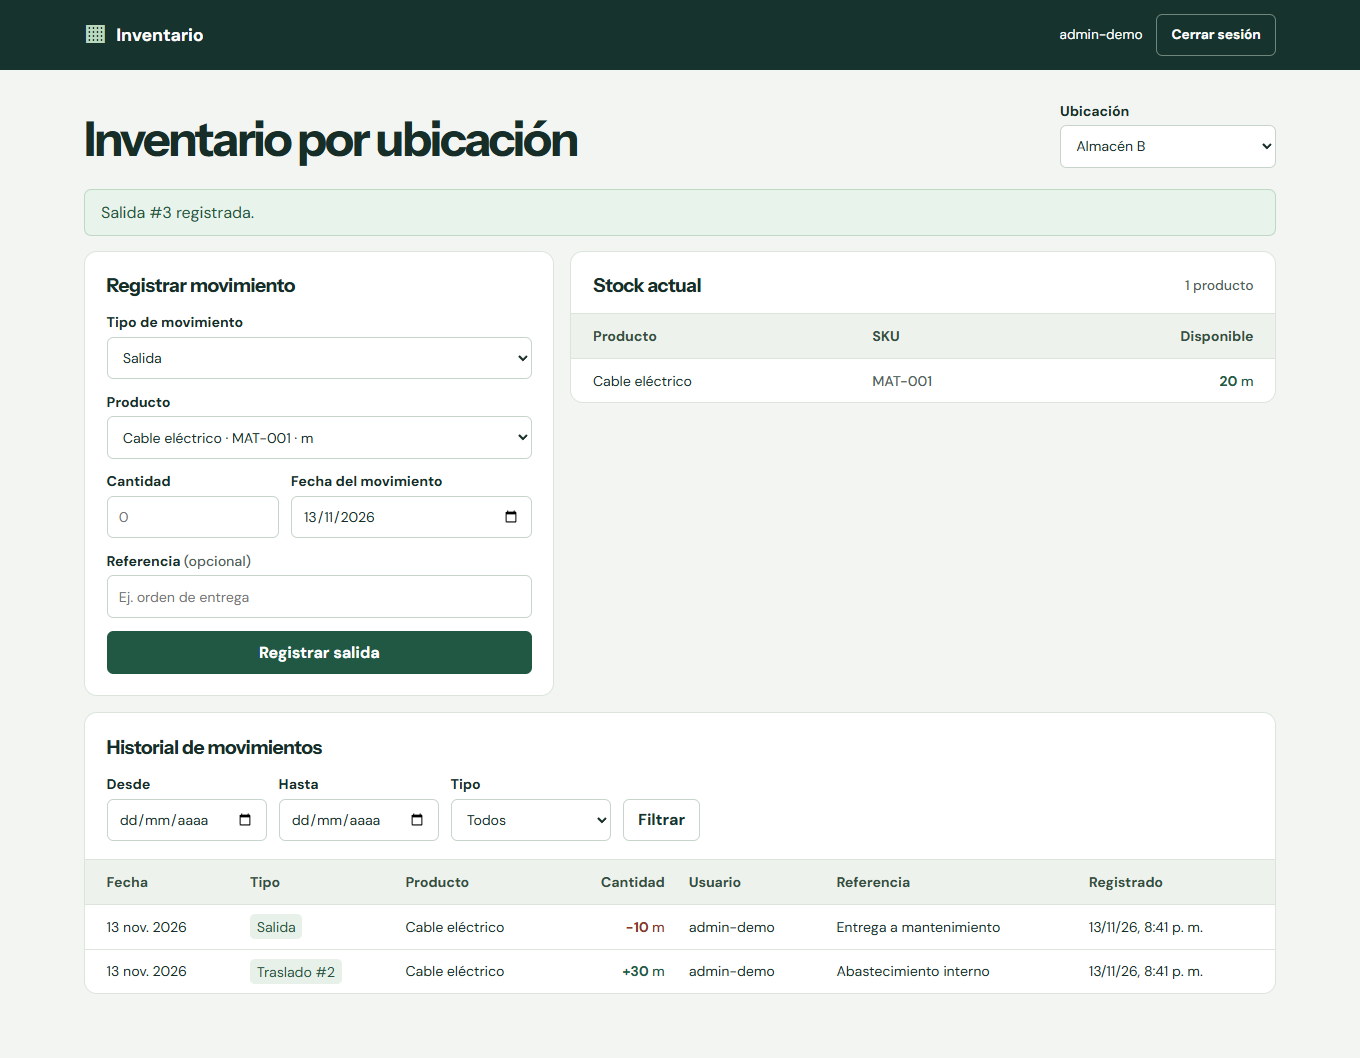 Inventario
admin-demo
Cerrar sesión
Inventario por ubicación
Ubicación
Almacén B
Salida #3 registrada.
Registrar movimiento
Tipo de movimiento
Salida
Producto
Cable eléctrico · MAT-001 · m
Cantidad Fecha del movimiento
0 13/11/2026
Referencia (opcional)
Ej. orden de entrega
Registrar salida
Stock actual 1 producto
Producto SKU Disponible
Cable eléctrico MAT-001 20 m
Historial de movimientos
Desde Hasta Tipo
dd/mm/aaaa dd/mm/aaaa Todos Filtrar
Fecha Tipo Producto Cantidad Usuario Referencia Registrado
13 nov. 2026 Salida Cable eléctrico -10 m admin-demo Entrega a mantenimiento 13/11/26, 8:41 p. m.
13 nov. 2026 Traslado #2 Cable eléctrico +30 m admin-demo Abastecimiento interno 13/11/26, 8:41 p. m.